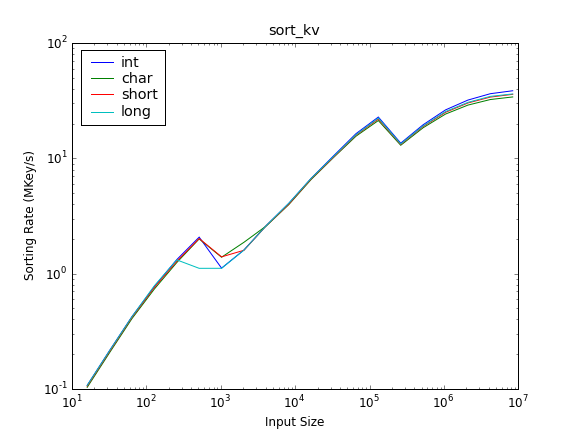 sort_kv
10^2
int
char
short
long
10^1
Sorting Rate (MKey/s)
10^0
10^-1
10^1 10^2 10^3 10^4 10^5 10^6 10^7
Input Size